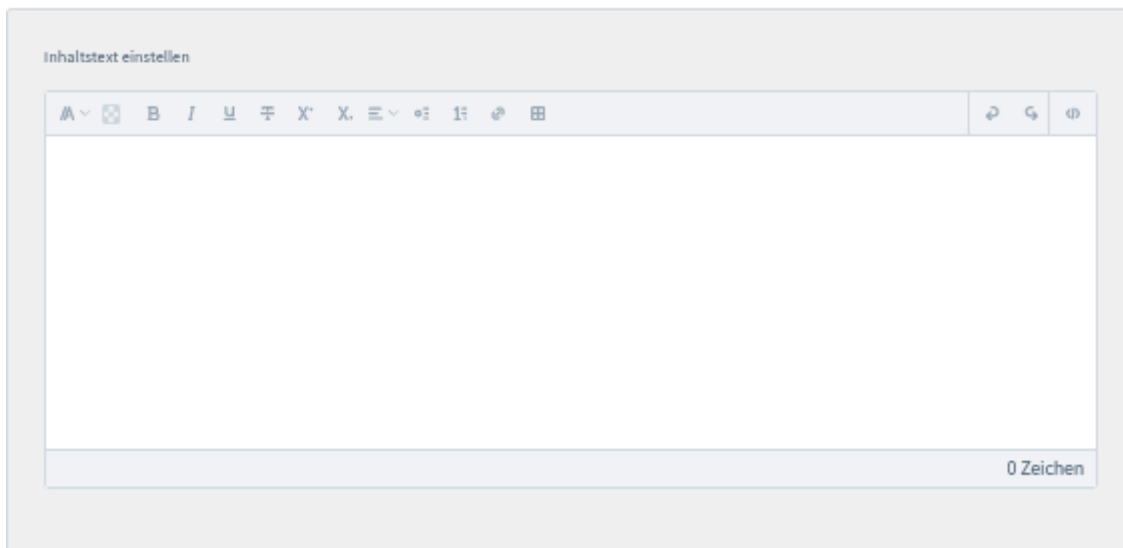 Inhaltstext einstellen
B I U T X⁺ X₊
0 Zeichen